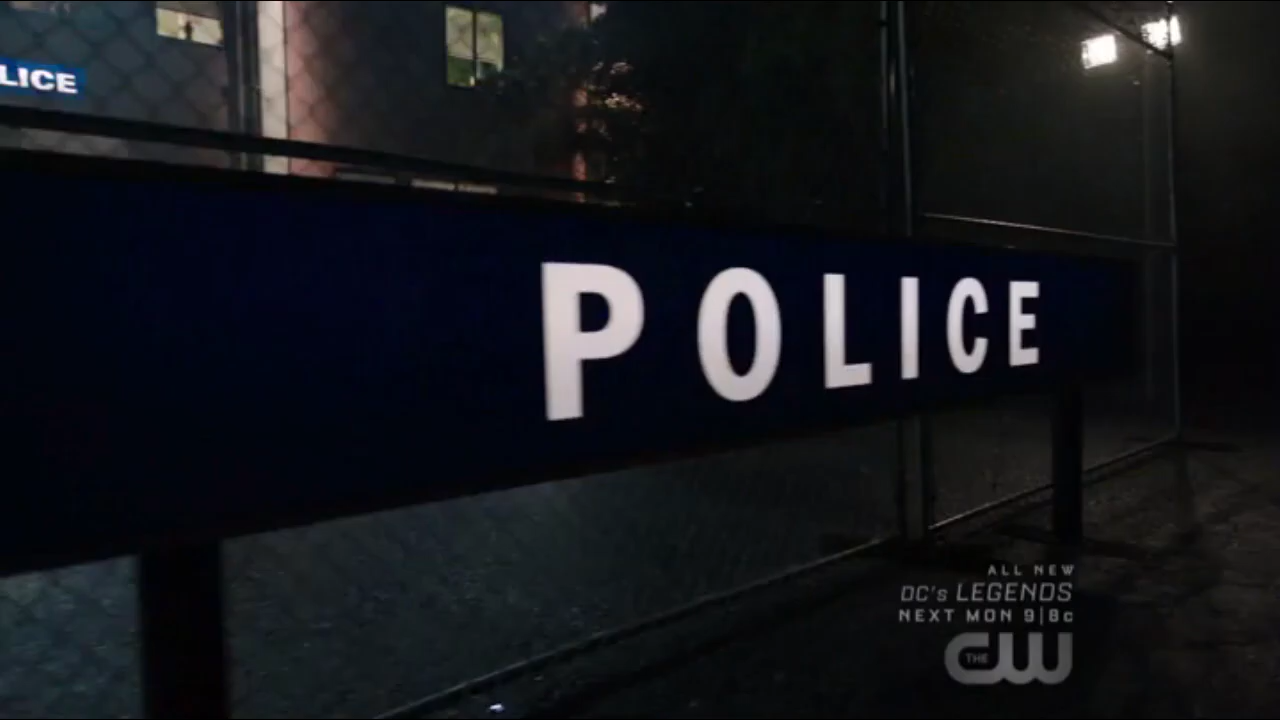 LICE
POLICE
ALL NEW
DC's LEGENDS
NEXT MON 9|8c
THE CW